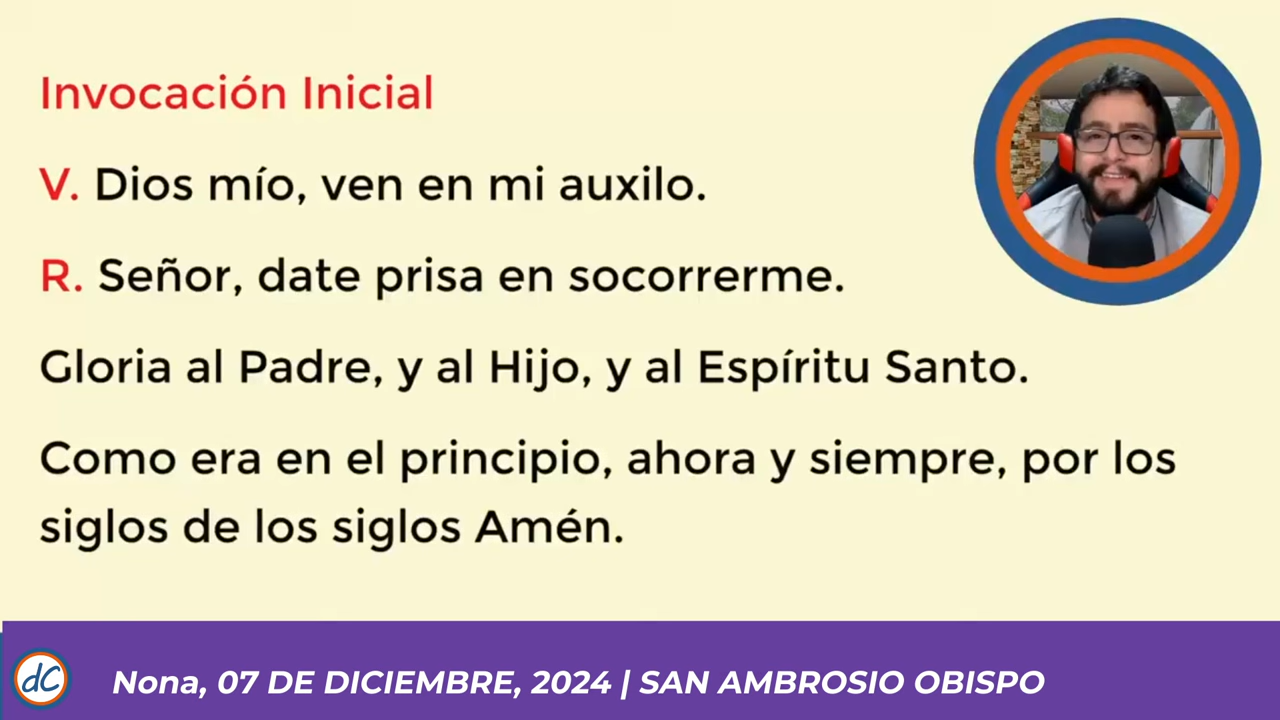 Invocación Inicial
V. Dios mío, ven en mi auxilo.
R. Señor, date prisa en socorrerme.
Gloria al Padre, y al Hijo, y al Espíritu Santo.
Como era en el principio, ahora y siempre, por los
siglos de los siglos Amén.
dC
Nona, 07 DE DICIEMBRE, 2024 | SAN AMBROSIO OBISPO